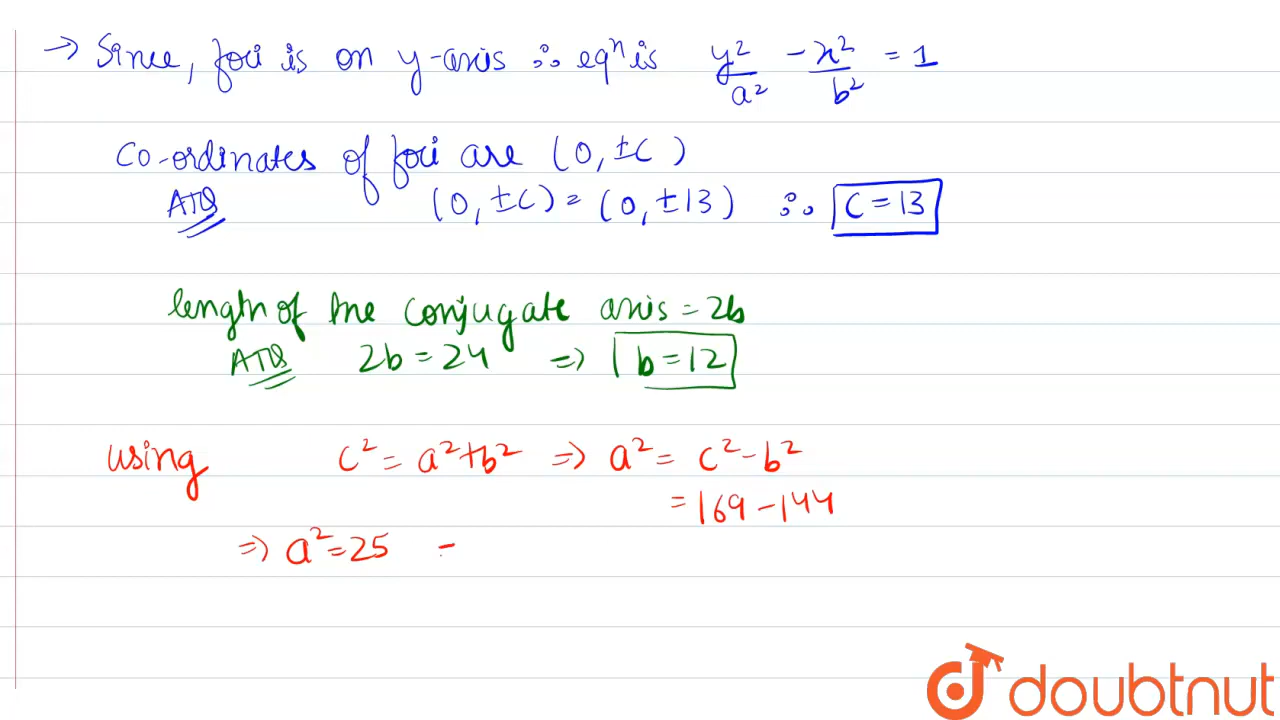 → Since, foci is on y-axis ∴ eqⁿ is y²/a² - x²/b² = 1
Co-ordinates of foci are (0, ±c)
ATQ (0, ±c) = (0, ±13) ∴ c = 13
length of the conjugate axis = 2b
ATQ 2b = 24 ⇒ b = 12
using c² = a² + b² ⇒ a² = c² - b²
= 169 - 144
⇒ a² = 25 -
doubtnut